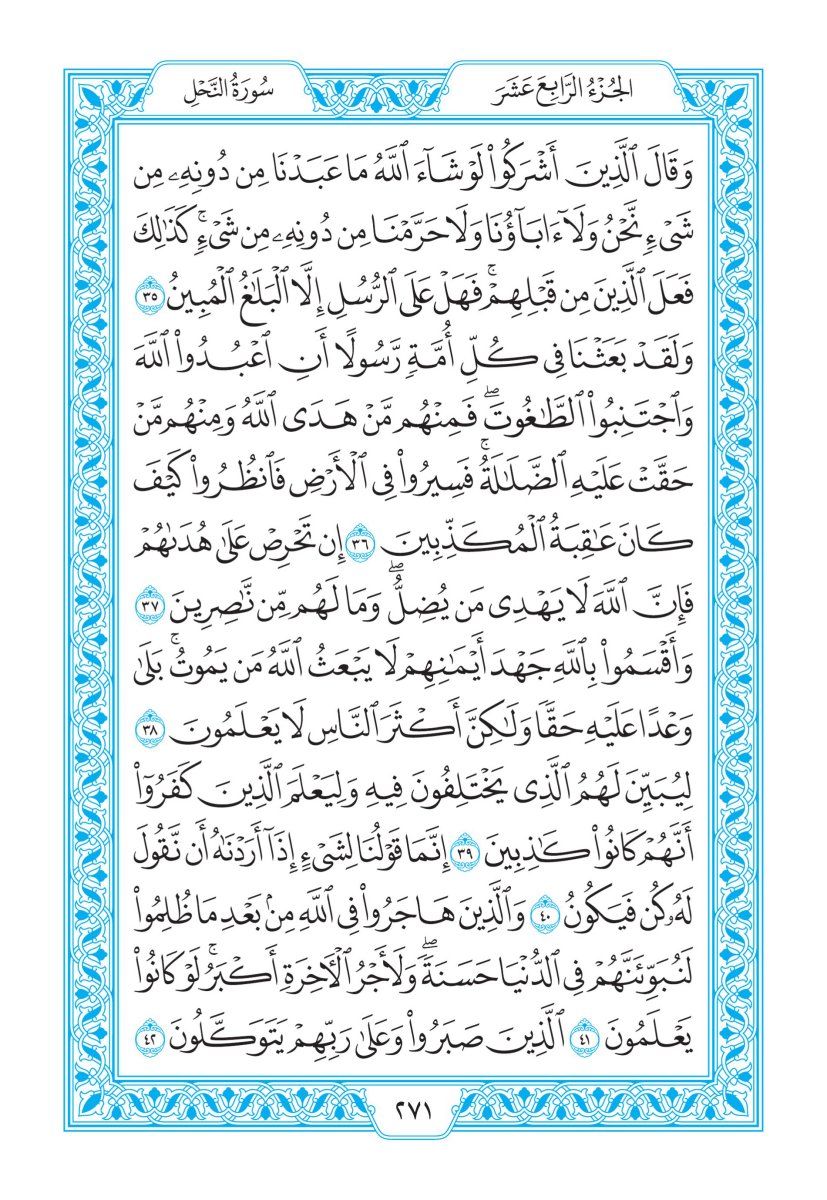 الجُزْءُ الرَّابِعَ عَشَرَ
سُورَةُ النَّحْلِ
وَقَالَ ٱلَّذِينَ أَشْرَكُوا۟ لَوْ شَآءَ ٱللَّهُ مَا عَبَدْنَا مِن دُونِهِۦ مِن
شَىْءٍ نَّحْنُ وَلَآ ءَابَآؤُنَا وَلَا حَرَّمْنَا مِن دُونِهِۦ مِن شَىْءٍ ۚ كَذَٰلِكَ
فَعَلَ ٱلَّذِينَ مِن قَبْلِهِمْ ۚ فَهَلْ عَلَى ٱلرُّسُلِ إِلَّا ٱلْبَلَٰغُ ٱلْمُبِينُ ٣٥
وَلَقَدْ بَعَثْنَا فِى كُلِّ أُمَّةٍ رَّسُولًا أَنِ ٱعْبُدُوا۟ ٱللَّهَ
وَٱجْتَنِبُوا۟ ٱلطَّٰغُوتَ ۖ فَمِنْهُم مَّنْ هَدَى ٱللَّهُ وَمِنْهُم مَّنْ
حَقَّتْ عَلَيْهِ ٱلضَّلَٰلَةُ ۚ فَسِيرُوا۟ فِى ٱلْأَرْضِ فَٱنظُرُوا۟ كَيْفَ
كَانَ عَٰقِبَةُ ٱلْمُكَذِّبِينَ ٣٦ إِن تَحْرِصْ عَلَىٰ هُدَىٰهُمْ
فَإِنَّ ٱللَّهَ لَا يَهْدِى مَن يُضِلُّ ۖ وَمَا لَهُم مِّن نَّٰصِرِينَ ٣٧
وَأَقْسَمُوا۟ بِٱللَّهِ جَهْدَ أَيْمَٰنِهِمْ لَا يَبْعَثُ ٱللَّهُ مَن يَمُوتُ ۚ بَلَىٰ
وَعْدًا عَلَيْهِ حَقًّا وَلَٰكِنَّ أَكْثَرَ ٱلنَّاسِ لَا يَعْلَمُونَ ٣٨
لِيُبَيِّنَ لَهُمُ ٱلَّذِى يَخْتَلِفُونَ فِيهِ وَلِيَعْلَمَ ٱلَّذِينَ كَفَرُوٓا۟
أَنَّهُمْ كَانُوا۟ كَٰذِبِينَ ٣٩ إِنَّمَا قَوْلُنَا لِشَىْءٍ إِذَآ أَرَدْنَٰهُ أَن نَّقُولَ
لَهُۥ كُن فَيَكُونُ ٤٠ وَٱلَّذِينَ هَاجَرُوا۟ فِى ٱللَّهِ مِنۢ بَعْدِ مَا ظُلِمُوا۟
لَنُبَوِّئَنَّهُمْ فِى ٱلدُّنْيَا حَسَنَةً ۖ وَلَأَجْرُ ٱلْءَاخِرَةِ أَكْبَرُ ۚ لَوْ كَانُوا۟
يَعْلَمُونَ ٤١ ٱلَّذِينَ صَبَرُوا۟ وَعَلَىٰ رَبِّهِمْ يَتَوَكَّلُونَ ٤٢
٢٧١